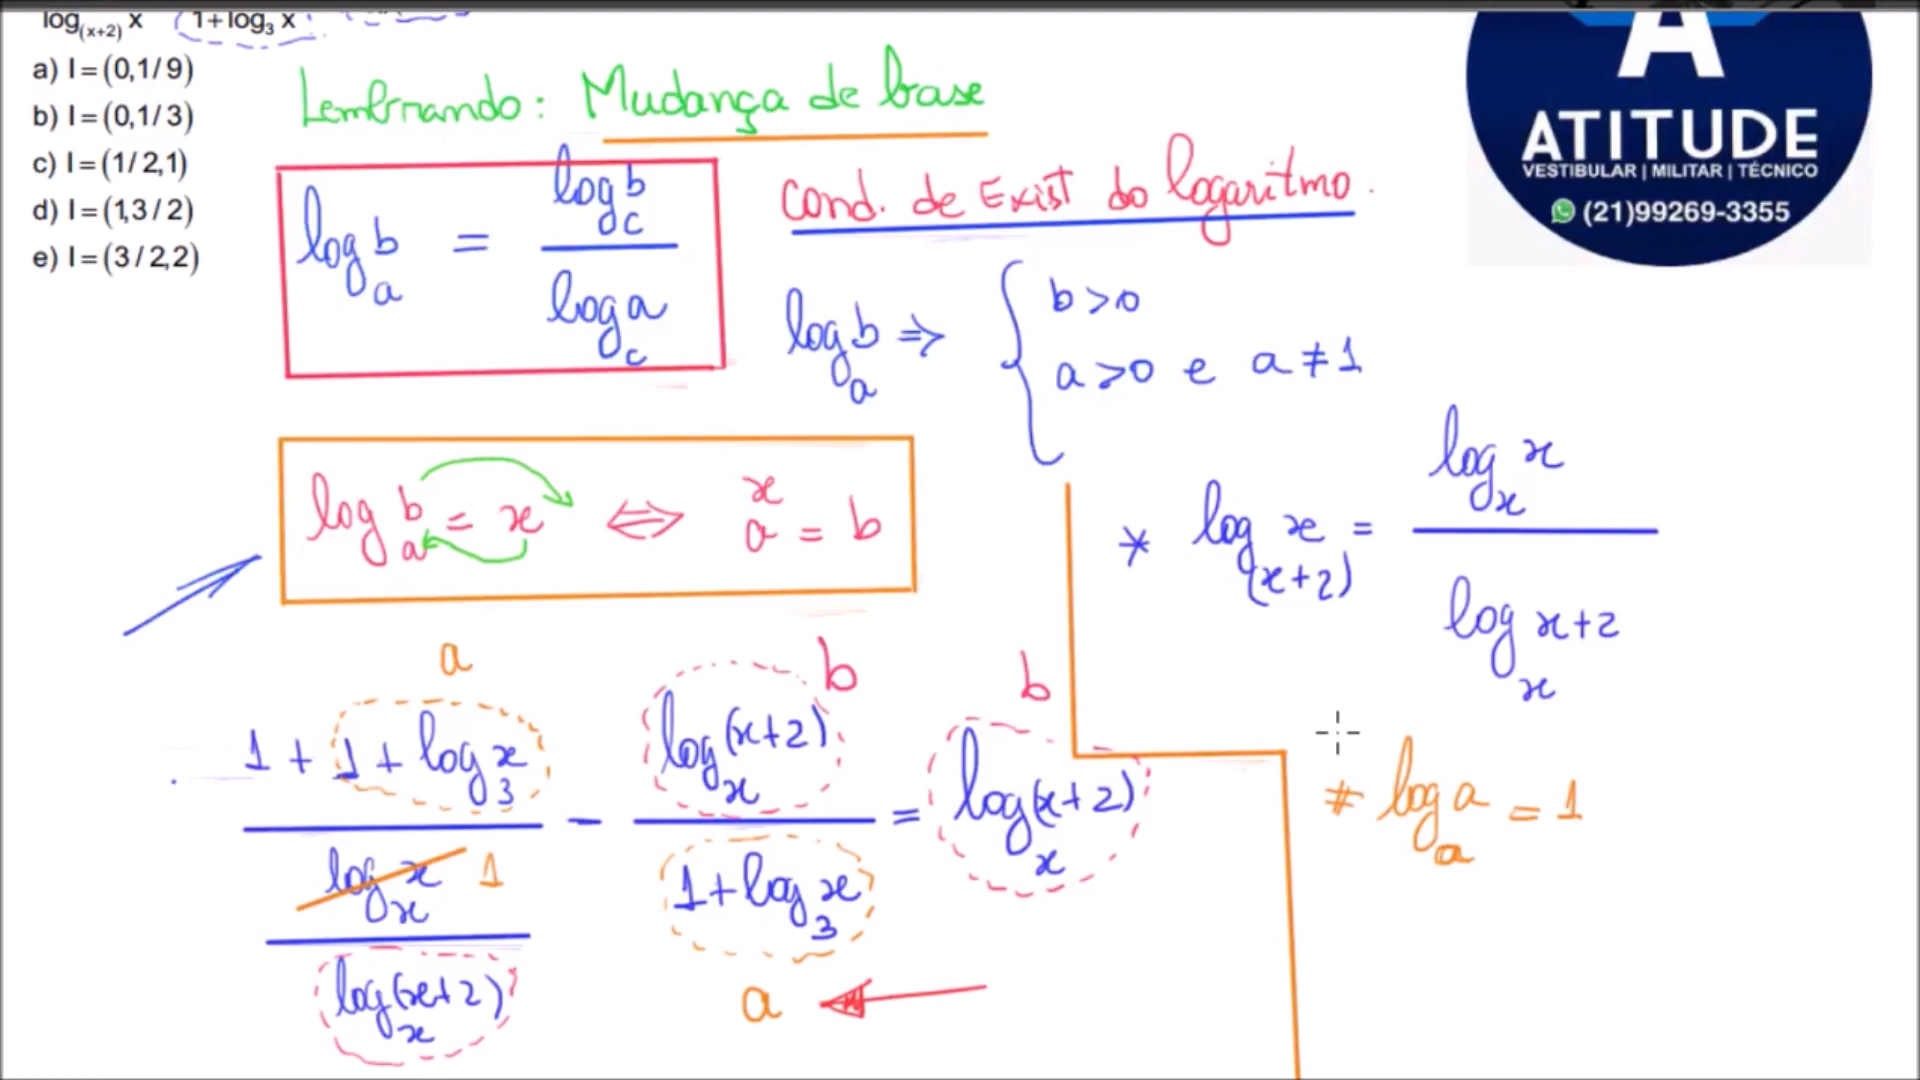 log(x+2) x 1+log₃ x
a) I=(0,1/9)
b) I=(0,1/3)
c) I=(1/2,1)
d) I=(1,3/2)
e) I=(3/2,2)
Lembrando: Mudança de base
log_a b = log_c b / log_c a
cond. de Exist do logaritmo.
log_a b ⇒ { b>0
a>0 e a≠1
log_a b = x ⇔ a^x = b
* log_(x+2) x = log_x x / log_x x+2
a b b
1 + 1 + log_3 x / log_x x 1 / log_x (x+2) − log_x (x+2) / 1+log_3 x = log_x (x+2)
a
* log_a a = 1
A
ATITUDE
VESTIBULAR | MILITAR | TÉCNICO
(21)99269-3355